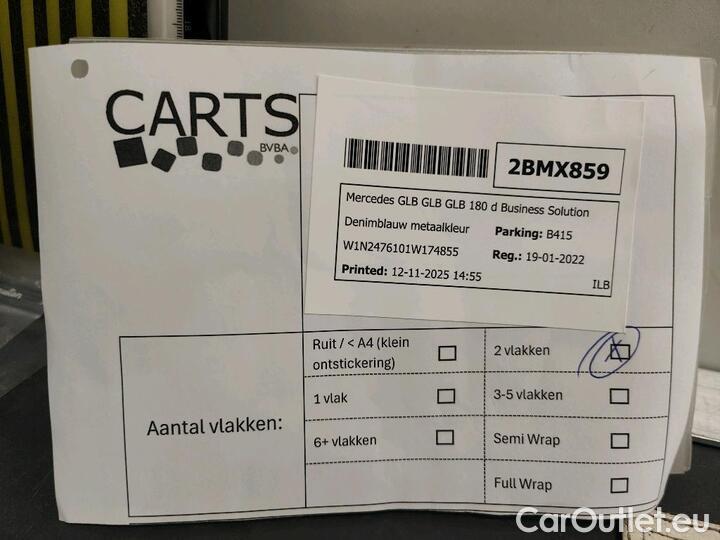 CARTS
BVBA
2BMX859
Mercedes GLB GLB GLB 180 d Business Solution
Denimblauw metaalkleur Parking: B415
W1N2476101W174855 Reg.: 19-01-2022
Printed: 12-11-2025 14:55
ILB
Aantal vlakken:
Ruit / < A4 (klein
ontstickering)
2 vlakken
1 vlak
3-5 vlakken
6+ vlakken
Semi Wrap
Full Wrap
CarOutlet.eu